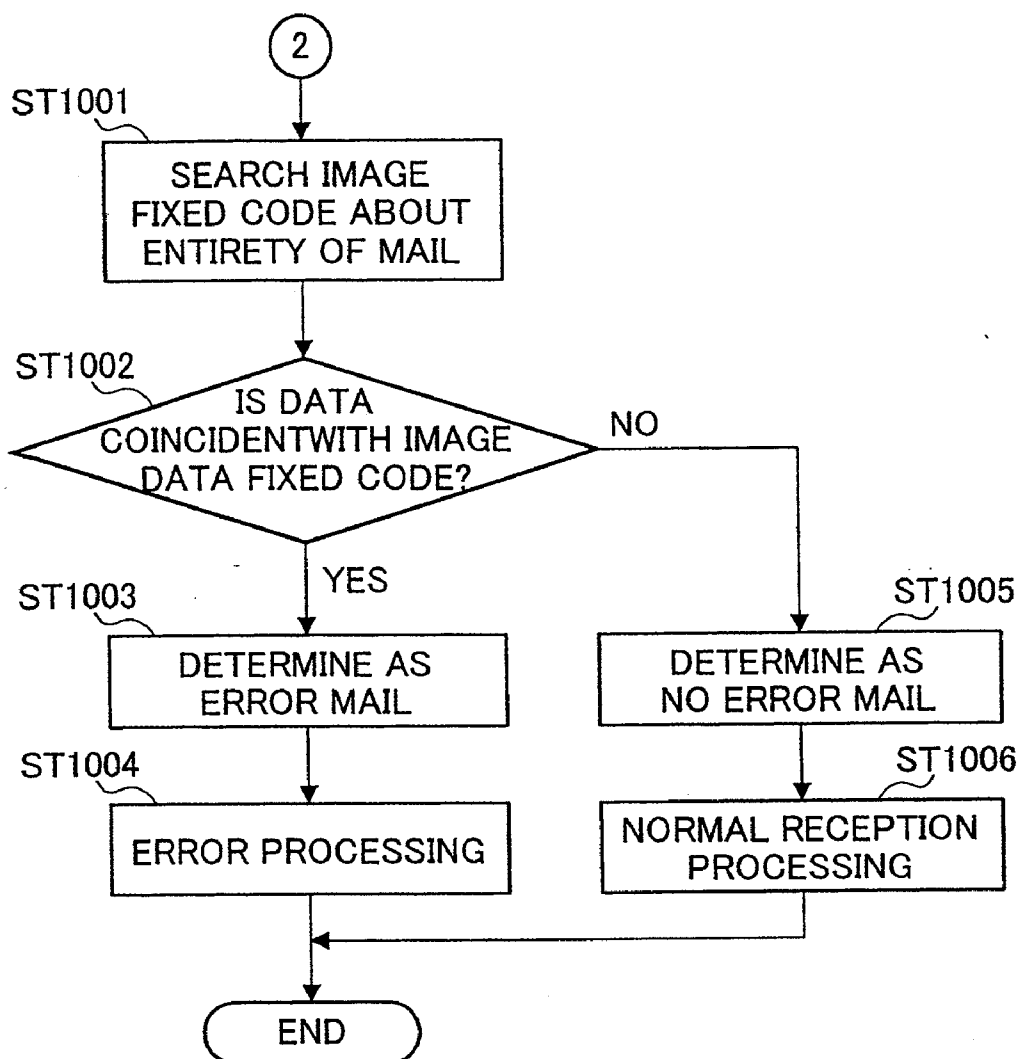 2
ST1001
SEARCH IMAGE
FIXED CODE ABOUT
ENTIRETY OF MAIL
ST1002
IS DATA
COINCIDENTWITH IMAGE
DATA FIXED CODE?
NO
YES
ST1003
DETERMINE AS
ERROR MAIL
ST1005
DETERMINE AS
NO ERROR MAIL
ST1004
ERROR PROCESSING
ST1006
NORMAL RECEPTION
PROCESSING
END